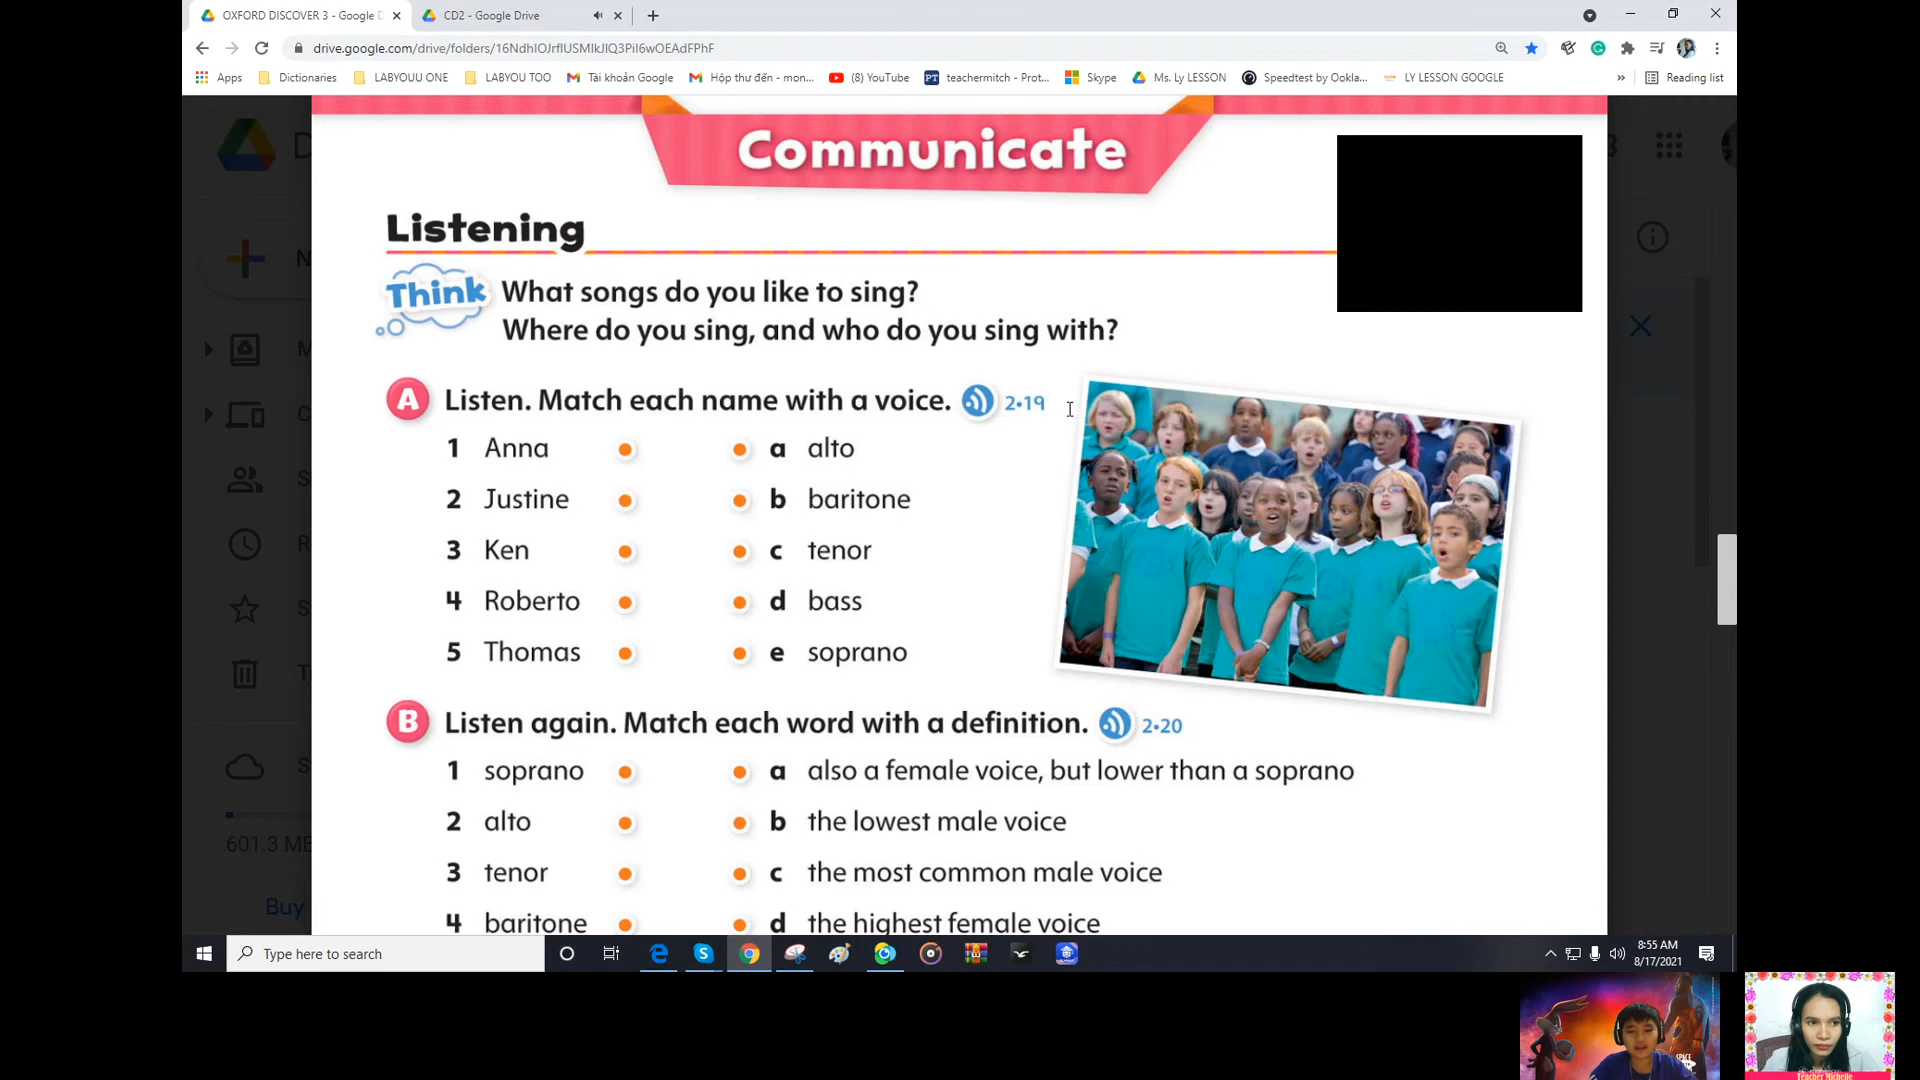 OXFORD DISCOVER 3 - Google D
CD2 - Google Drive
drive.google.com/drive/folders/16NdhIOJrflUSMlkJIQ3PiI6wOEAdFPhF
Apps
Dictionaries
LABYOUU ONE
LABYOU TOO
Tài khoản Google
Hộp thư đến - mon...
(8) YouTube
teachermitch - Prot...
Skype
Ms. Ly LESSON
Speedtest by Ookla...
LY LESSON GOOGLE
»
Reading list
Communicate
Listening
Think
What songs do you like to sing?
Where do you sing, and who do you sing with?
A Listen. Match each name with a voice. 2•19
1 Anna a alto
2 Justine b baritone
3 Ken c tenor
4 Roberto d bass
5 Thomas e soprano
B Listen again. Match each word with a definition. 2•20
1 soprano a also a female voice, but lower than a soprano
2 alto b the lowest male voice
3 tenor c the most common male voice
4 baritone d the highest female voice
601.3 MB
Buy
Type here to search
8:55 AM
8/17/2021
Teacher Michelle